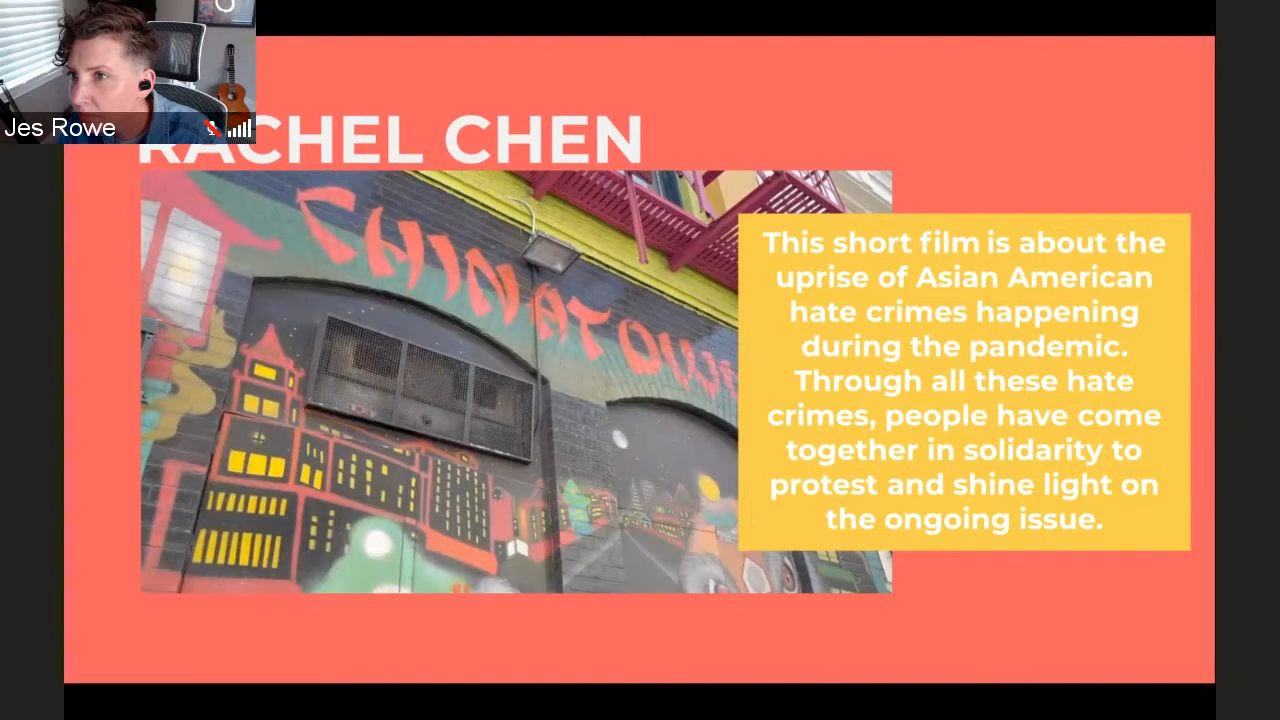 Jes Rowe
RACHEL CHEN
CHINATOWN
This short film is about the
uprise of Asian American
hate crimes happening
during the pandemic.
Through all these hate
crimes, people have come
together in solidarity to
protest and shine light on
the ongoing issue.